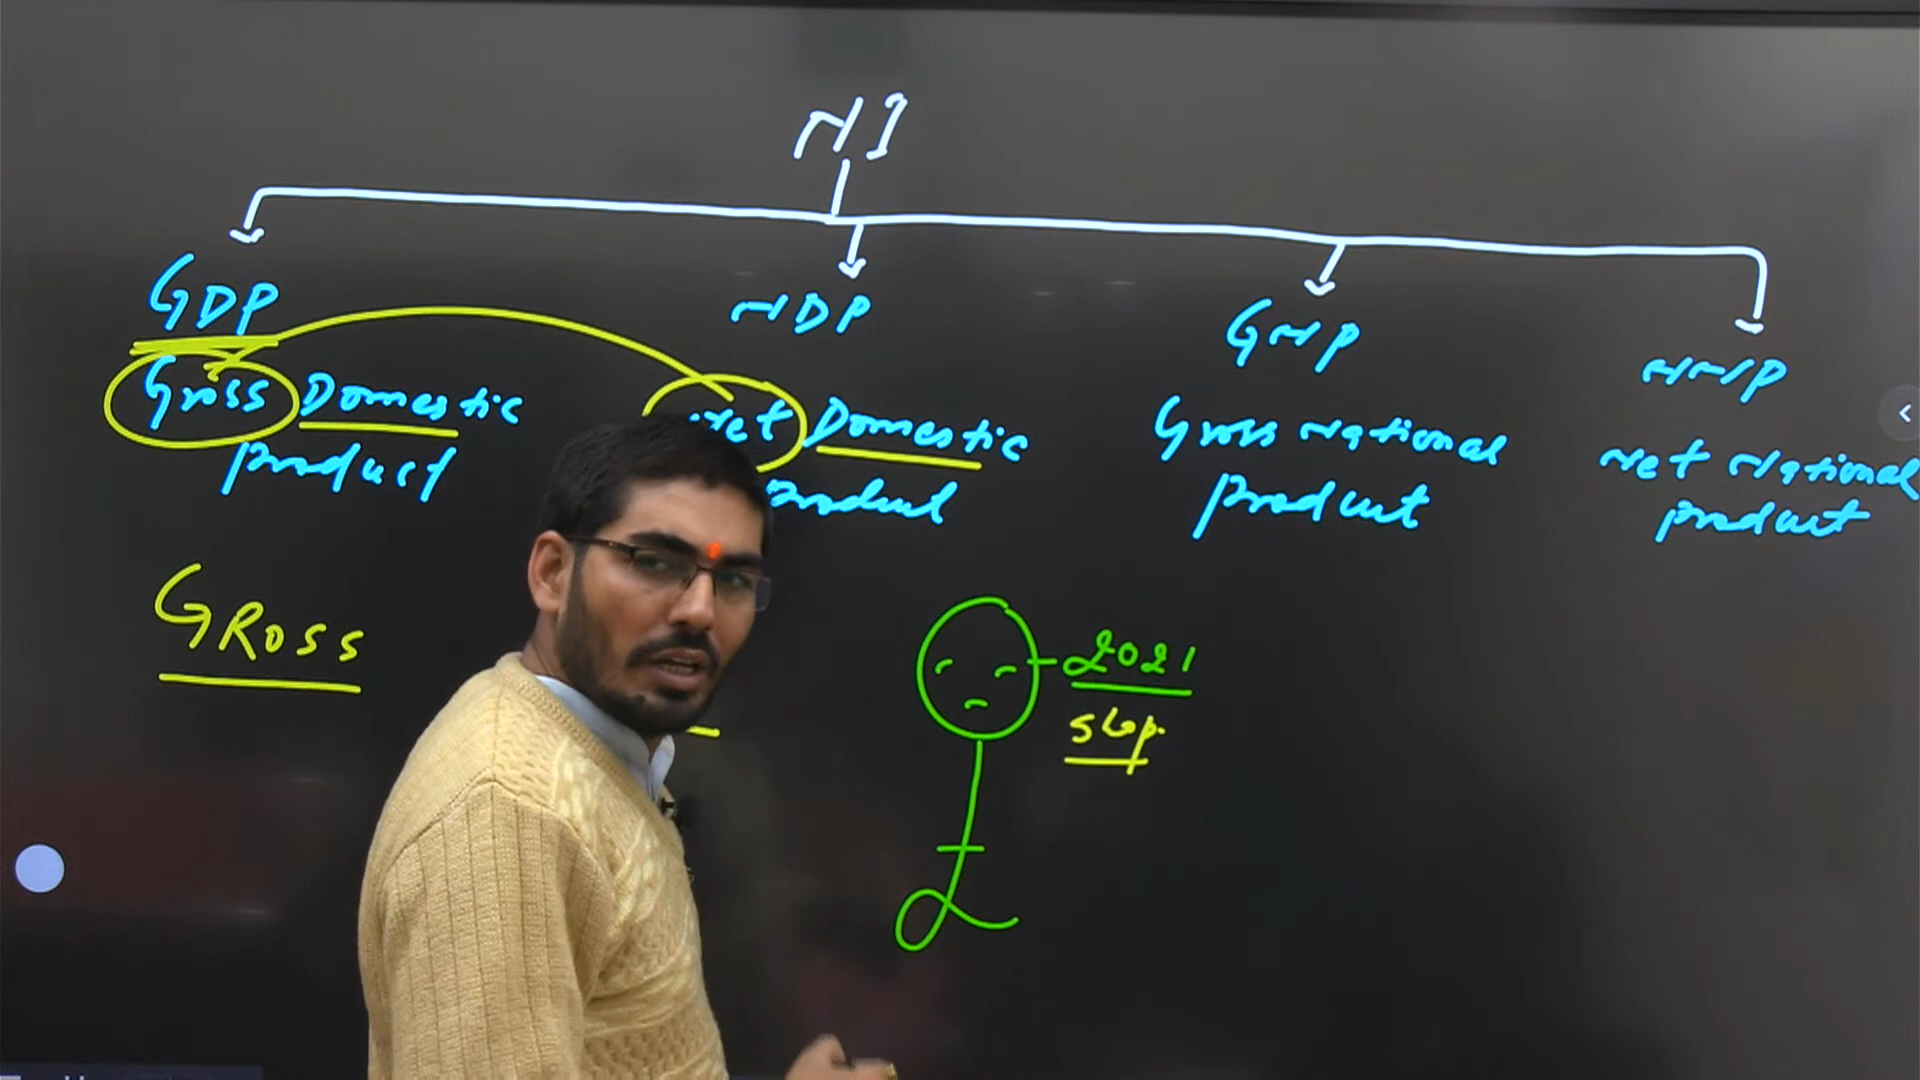 NI
GDP
NDP
GNP
NNP
Gross Domestic
product
Net Domestic
product
Gross National
product
Net National
product
GROSS
2021